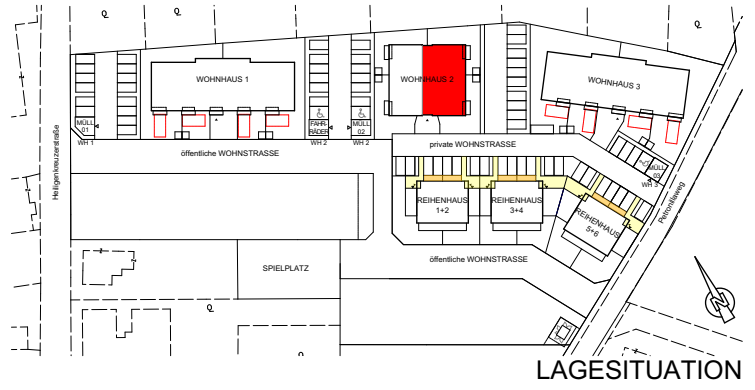 WOHNHAUS 1
WOHNHAUS 2
WOHNHAUS 3
MÜLL
01
FAHR-
RÄDER
MÜLL
02
MÜLL
03
WH 1
WH 2
WH 2
WH 3
öffentliche WOHNSTRASSE
private WOHNSTRASSE
Heiligenkreuzerstraße
Petronillaweg
REIHENHAUS
1+2
REIHENHAUS
3+4
REIHENHAUS
5+6
SPIELPLATZ
öffentliche WOHNSTRASSE
LAGESITUATION